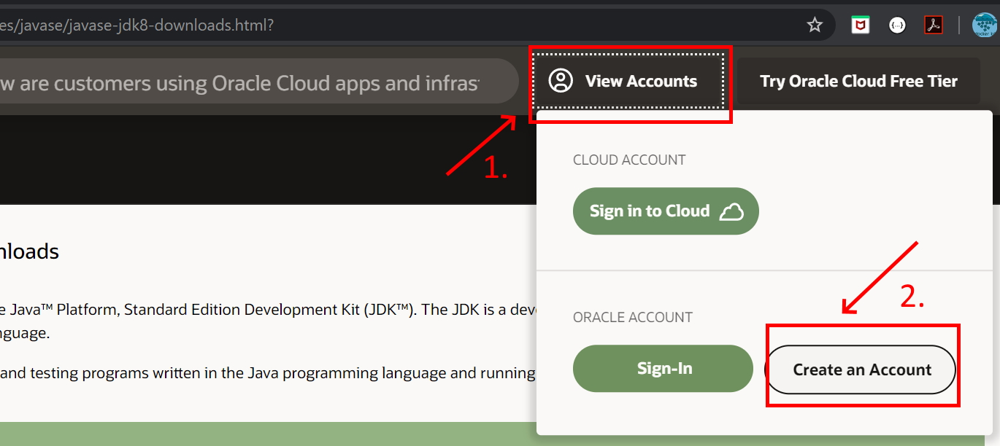 es/javase/javase-jdk8-downloads.html?
w are customers using Oracle Cloud apps and infras
View Accounts
Try Oracle Cloud Free Tier
1.
CLOUD ACCOUNT
Sign in to Cloud
nloads
2.
e Java™ Platform, Standard Edition Development Kit (JDK™). The JDK is a deve
nguage.
ORACLE ACCOUNT
Sign-In
Create an Account
and testing programs written in the Java programming language and running